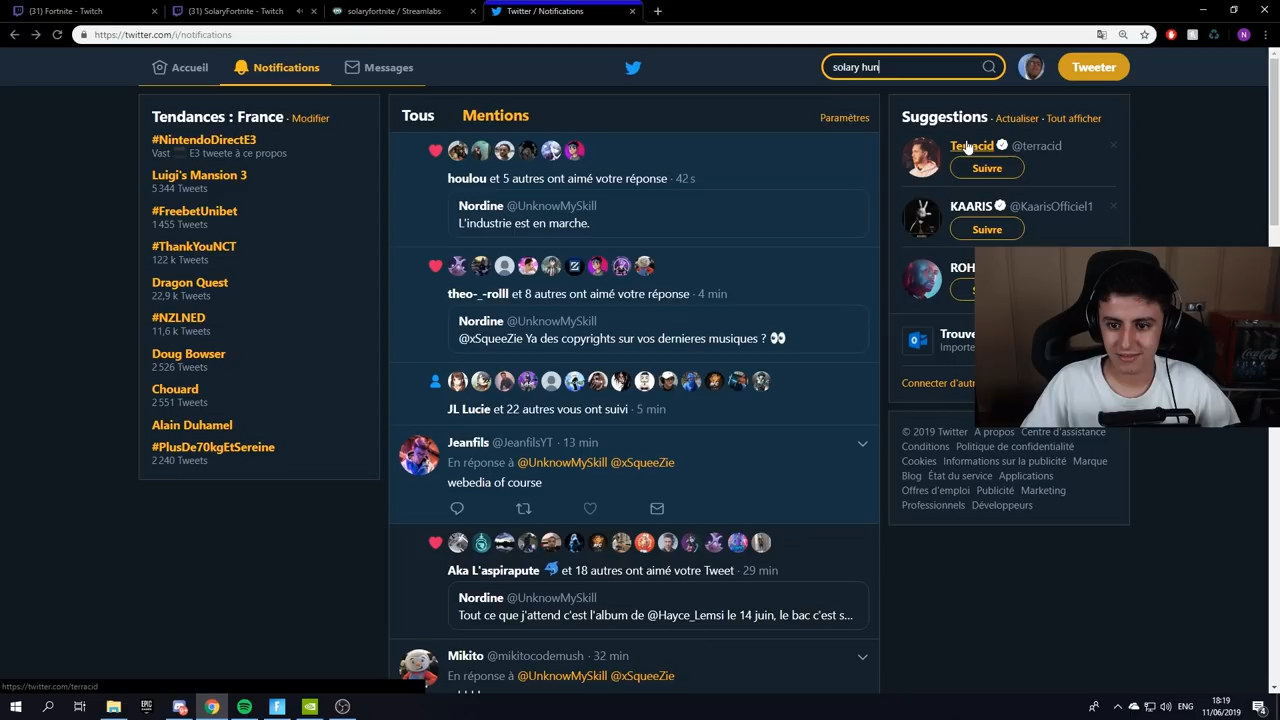 (31) Fortnite - Twitch
(31) SolaryFortnite - Twitch
solaryfortnite / Streamlabs
Twitter / Notifications
https://twitter.com/i/notifications
Accueil
Notifications
Messages
solary hun
Tweeter
Tendances : France · Modifier
#NintendoDirectE3
Vast E3 tweete à ce propos
Luigi's Mansion 3
5 344 Tweets
#FreebetUnibet
1 455 Tweets
#ThankYouNCT
122 k Tweets
Dragon Quest
22,9 k Tweets
#NZLNED
11,6 k Tweets
Doug Bowser
2 526 Tweets
Chouard
2 551 Tweets
Alain Duhamel
#PlusDe70kgEtSereine
2 240 Tweets
Tous
Mentions
Paramètres
houlou et 5 autres ont aimé votre réponse · 42 s
Nordine @UnknowMySkill
L'industrie est en marche.
theo-_-rolll et 8 autres ont aimé votre réponse · 4 min
Nordine @UnknowMySkill
@xSqueeZie Ya des copyrights sur vos dernieres musiques ? 👀
JL Lucie et 22 autres vous ont suivi · 5 min
Jeanfils @JeanfilsYT · 13 min
En réponse à @UnknowMySkill @xSqueeZie
webedia of course
Aka L'aspirapute 🐬 et 18 autres ont aimé votre Tweet · 29 min
Nordine @UnknowMySkill
Tout ce que j'attend c'est l'album de @Hayce_Lemsi le 14 juin, le bac c'est s...
Mikito @mikitocodemush · 32 min
En réponse à @UnknowMySkill @xSqueeZie
Suggestions · Actualiser · Tout afficher
Terracid @terracid
Suivre
KAARIS @KaarisOfficiel1
Suivre
ROH
S
Trouve
Importe
Connecter d'autr
© 2019 Twitter À propos Centre d'assistance
Conditions Politique de confidentialité
Cookies Informations sur la publicité Marque
Blog État du service Applications
Offres d'emploi Publicité Marketing
Professionnels Développeurs
https://twitter.com/terracid
EPIC
ENG
18:19
11/06/2019
4